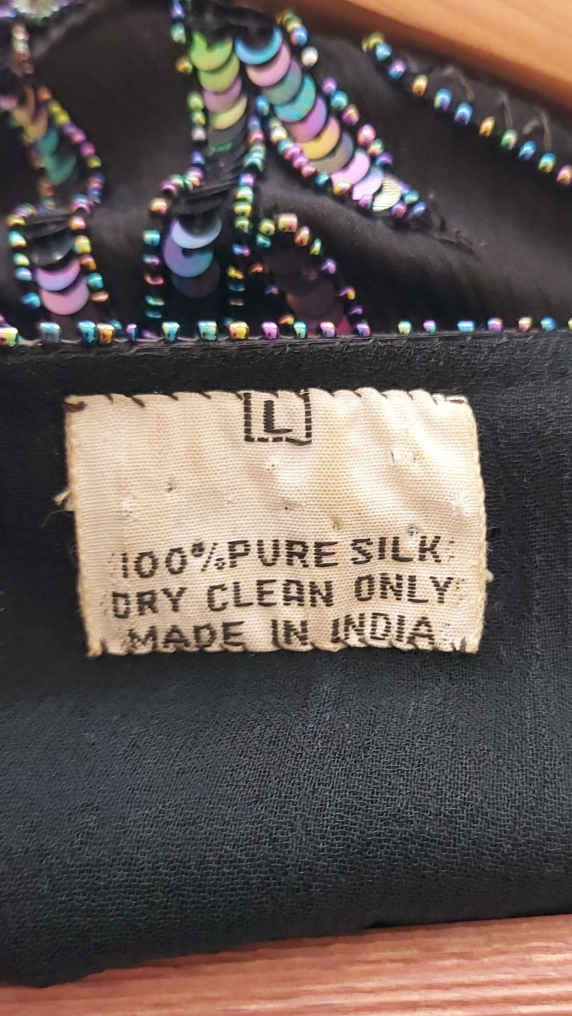 L
100% PURE SILK
DRY CLEAN ONLY
MADE IN INDIA